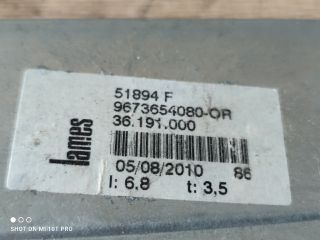 51894 F
9673654080-OR
36.191.000
lames
05/08/2010 86
I: 6,8 t: 3,5
SHOT ON MI 10T PRO